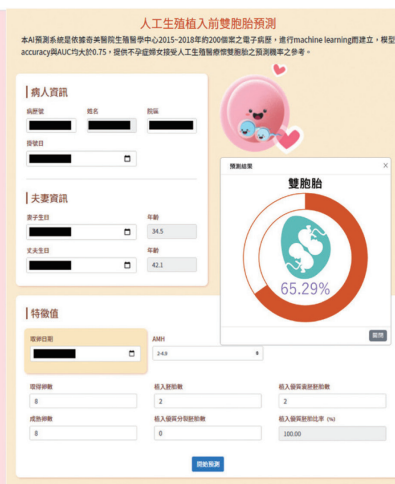 人工生殖植入前雙胞胎預測
本AI預測系統是依據奇美醫院生殖醫學中心2015~2018年約200個案之電子病歷，進行machine learning而建立，模型
accuracy與AUC均大於0.75，提供不孕症婦女接受人工生殖醫療懷雙胞胎之預測機率之參考。
病人資訊
病歷號 姓名 院區
掛號日
預測結果 ×
雙胞胎
65.29%
關閉
夫妻資訊
妻子生日 年齡
34.5
丈夫生日 年齡
42.1
特徵值
取卵日期 AMH
2-4.9
取得卵數 植入胚胎數 植入優質囊胚胚胎數
8 2 2
成熟卵數 植入優質分裂胚胎數 植入優質胚胎比率 (%)
8 0 100.00
開始預測